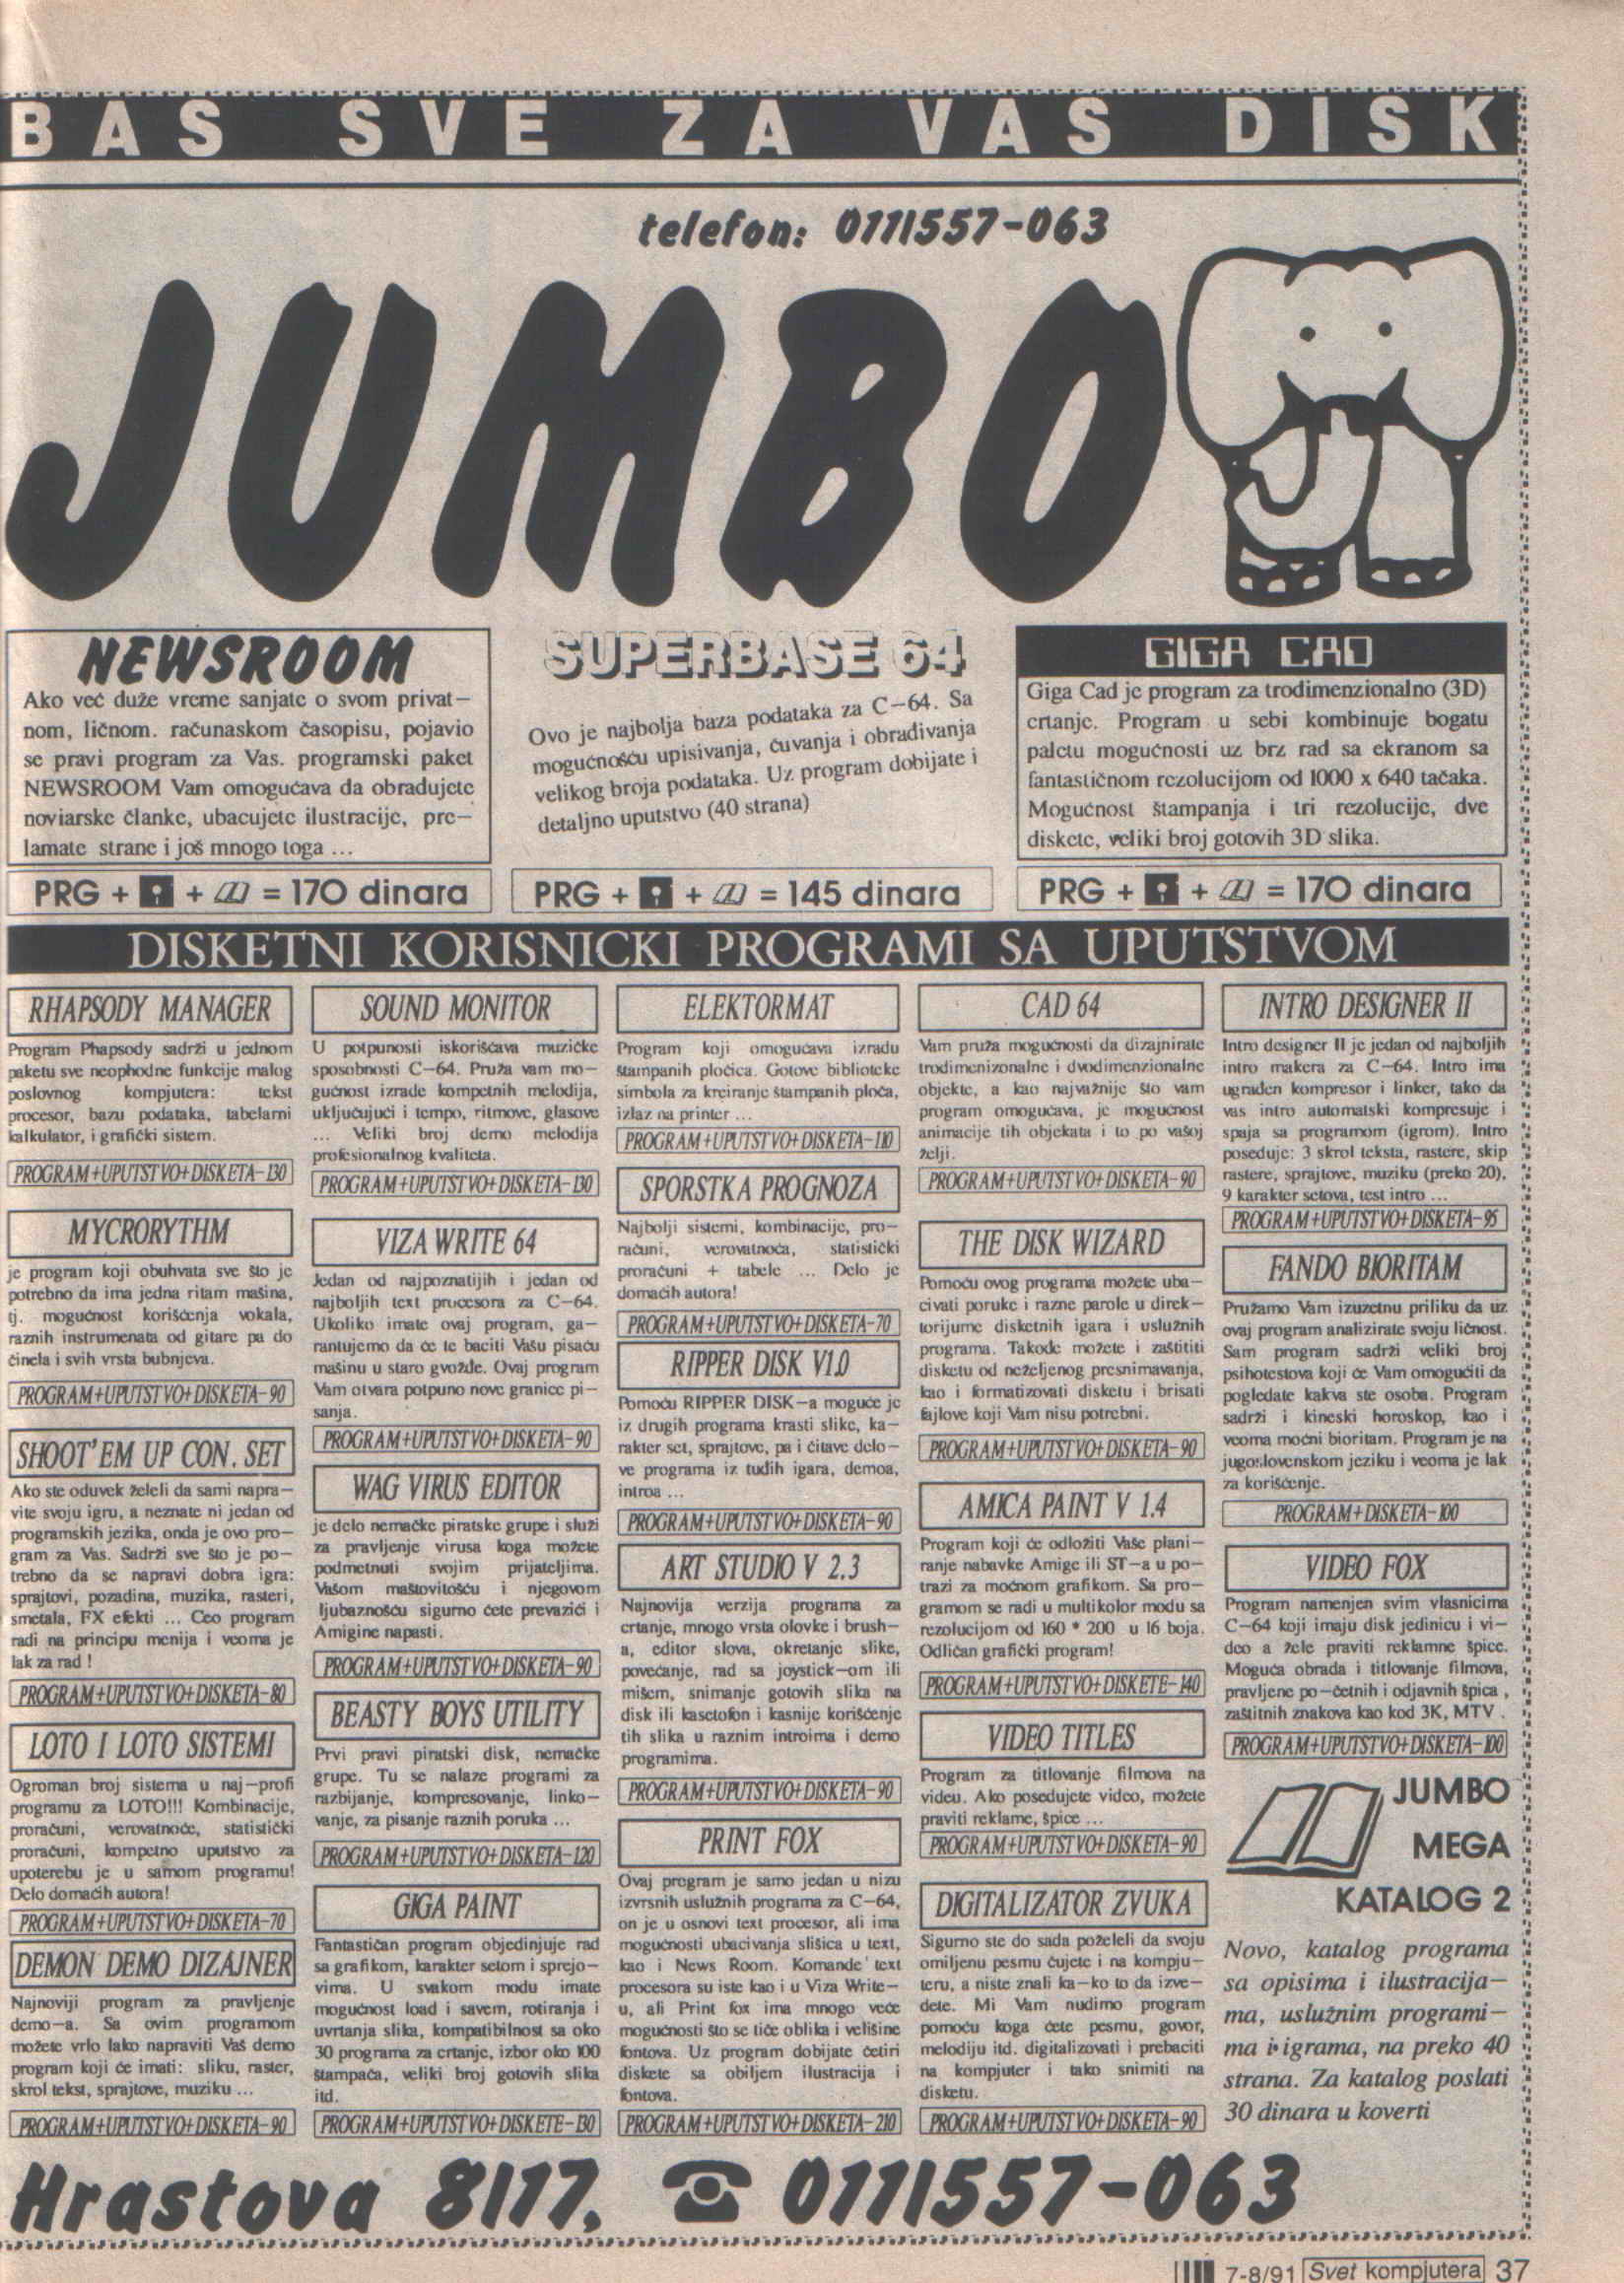 BAS SVE ZA VAS DISK
telefon: 011/557-063
JUMBO
NEWSROOM
Ako već duže vreme sanjate o svom privat–
nom, ličnom. računaskom časopisu, pojavio
se pravi program za Vas. programski paket
NEWSROOM Vam omogućava da obradujete
noviarske članke, ubacujete ilustracije, pre–
lamate strane i još mnogo toga ...
PRG + + = 170 dinara
SUPERBASE 64
Ovo je najbolja baza podataka za C–64. Sa
mogućnošću upisivanja, čuvanja i obrađivanja
velikog broja podataka. Uz program dobijate i
detaljno uputstvo (40 strana)
PRG + + = 145 dinara
GIGA CAD
Giga Cad je program za trodimenzionalno (3D)
crtanje. Program u sebi kombinuje bogatu
paletu mogućnosti uz brz rad sa ekranom sa
fantastičnom rezolucijom od 1000 x 640 tačaka.
Mogućnost štampanja i tri rezolucije, dve
diskete, veliki broj gotovih 3D slika.
PRG + + = 170 dinara
DISKETNI KORISNICKI PROGRAMI SA UPUTSTVOM
RHAPSODY MANAGER
Program Phapsody sadrži u jednom
paketu sve neophodne funkcije malog
poslovnog kompjutera: tekst
procesor, bazu podataka, tabelarni
kalkulator, i grafički sistem.
PROGRAM+UPUTSTVO+DISKETA-130
MYCRORYTHM
je program koji obuhvata sve što je
potrebno da ima jedna ritam mašina,
tj. mogućnost korišćenja vokala,
raznih instrumenata od gitare pa do
činela i svih vrsta bubnjeva.
PROGRAM+UPUTSTVO+DISKETA-90
SHOOT'EM UP CON. SET
Ako ste oduvek želeli da sami napra–
vite svoju igru, a neznate ni jedan od
programskih jezika, onda je ovo pro–
gram za Vas. Sadrži sve što je po–
trebno da se napravi dobra igra:
sprajtovi, pozadina, muzika, rasteri,
smetala, FX efekti ... Ceo program
radi na principu menija i veoma je
lak za rad !
PROGRAM+UPUTSTVO+DISKETA-80
LOTO I LOTO SISTEMI
Ogroman broj sistema u naj–profi
programu za LOTO!!! Kombinacije,
proračuni, verovatnoće, statistički
proračuni, kompetno uputstvo za
upoterebu je u samom programu!
Delo domaćih autora!
PROGRAM+UPUTSTVO+DISKETA-70
DEMON DEMO DIZAJNER
Najnoviji program za pravljenje
demo–a. Sa ovim programom
možete vrlo lako napraviti Vaš demo
program koji će imati: sliku, raster,
skrol tekst, sprajtove, muziku ...
PROGRAM+UPUTSTVO+DISKETA-90
SOUND MONITOR
U potpunosti iskorišćava muzičke
sposobnosti C–64. Pruža vam mo–
gućnost izrade kompetnih melodija,
uključujući i tempo, ritmove, glasove
... Veliki broj demo melodija
profesionalnog kvaliteta.
PROGRAM+UPUTSTVO+DISKETA-130
VIZA WRITE 64
Jedan od najpoznatijih i jedan od
najboljih text prucesora za C–64.
Ukoliko imate ovaj program, ga–
rantujemo da će te baciti Vašu pisaću
mašinu u staro gvožđe. Ovaj program
Vam otvara potpuno nove granice pi–
sanja.
PROGRAM+UPUTSTVO+DISKETA-90
WAG VIRUS EDITOR
je delo nemačke piratske grupe i služi
za pravljenje virusa koga možete
podmetnuti svojim prijateljima.
Vašom maštovitošću i njegovom
ljubaznošću sigurno ćete prevazići i
Amigine napasti.
PROGRAM+UPUTSTVO+DISKETA-90
BEASTY BOYS UTILITY
Prvi pravi piratski disk, nemačke
grupe. Tu se nalaze programi za
razbijanje, kompresovanje, linko–
vanje, za pisanje raznih poruka ...
PROGRAM+UPUTSTVO+DISKETA-120
GIGA PAINT
Fantastičan program objedinjuje rad
sa grafikom, karakter setom i sprejo–
vima. U svakom modu imate
mogućnost load i savem, rotiranja i
uvrtanja slika, kompatibilnost sa oko
30 programa za crtanje, izbor oko 100
štampača, veliki broj gotovih slika
itd.
PROGRAM+UPUTSTVO+DISKETE-130
ELEKTORMAT
Program koji omogućava izradu
štampanih pločica. Gotove biblioteke
simbola za kreiranje štampanih ploča,
izlaz na printer ...
PROGRAM+UPUTSTVO+DISKETA-110
SPORSTKA PROGNOZA
Najbolji sistemi, kombinacije, pro–
računi, verovatnoća, statistički
proračuni + tabele ... Delo je
domaćih autora!
PROGRAM+UPUTSTVO+DISKETA-70
RIPPER DISK V1.0
Pomoću RIPPER DISK–a moguće je
iz drugih programa krasti slike, ka–
rakter set, sprajtove, pa i čitave delo–
ve programa iz tuđih igara, demoa,
introa ...
PROGRAM+UPUTSTVO+DISKETA-90
ART STUDIO V 2.3
Najnovija verzija programa za
crtanje, mnogo vrsta olovke i brush–
a, editor slova, okretanje slike,
povećanje, rad sa joystick–om ili
mišem, snimanje gotovih slika na
disk ili kasetofon i kasnije korišćenje
tih slika u raznim introima i demo
programima.
PROGRAM+UPUTSTVO+DISKETA-90
PRINT FOX
Ovaj program je samo jedan u nizu
izvrsnih uslužnih programa za C–64,
on je u osnovi text procesor, ali ima
mogućnosti ubacivanja slišica u text,
kao i News Room. Komande text
procesora su iste kao i u Viza Write–
u, ali Print fox ima mnogo veće
mogućnosti što se tiče oblika i velišine
fontova. Uz program dobijate četiri
diskete sa obiljem ilustracija i
fontova.
PROGRAM+UPUTSTVO+DISKETA-210
CAD 64
Vam pruža mogućnosti da dizajnirate
trodimenizonalne i dvodimenzionalne
objekte, a kao najvažnije što vam
program omogućava, je mogućnost
animacije tih objekata i to po vašoj
želji.
PROGRAM+UPUTSTVO+DISKETA-90
THE DISK WIZARD
Pomoću ovog programa možete uba–
civati poruke i razne parole u direk–
torijume disketnih igara i uslužnih
programa. Takođe možete i zaštititi
disketu od neželjenog presnimavanja,
kao i formatizovati disketu i brisati
fajlove koji Vam nisu potrebni.
PROGRAM+UPUTSTVO+DISKETA-90
AMICA PAINT V 1.4
Program koji će odložiti Vaše plani–
ranje nabavke Amige ili ST–a u po–
trazi za moćnom grafikom. Sa pro–
gramom se radi u multikolor modu sa
rezolucijom od 160 * 200 u 16 boja.
Odličan grafički program!
PROGRAM+UPUTSTVO+DISKETE-140
VIDEO TITLES
Program za titlovanje filmova na
videu. Ako posedujete video, možete
praviti reklame, špice ...
PROGRAM+UPUTSTVO+DISKETA-90
DIGITALIZATOR ZVUKA
Sigurno ste do sada poželeli da svoju
omiljenu pesmu čujete i na kompju–
teru, a niste znali ka–ko to da izve–
dete. Mi Vam nudimo program
pomoću koga ćete pesmu, govor,
melodiju itd. digitalizovati i prebaciti
na kompjuter i tako snimiti na
disketu.
PROGRAM+UPUTSTVO+DISKETA-90
INTRO DESIGNER II
Intro designer II je jedan od najboljih
intro makera za C–64. Intro ima
ugrađen kompresor i linker, tako da
vas intro automatski kompresuje i
spaja sa programom (igrom). Intro
poseduje: 3 skrol teksta, rastere, skip
rastere, sprajtove, muziku (preko 20),
9 karakter setova, test intro ...
PROGRAM+UPUTSTVO+DISKETA-95
FANDO BIORITAM
Pružamo Vam izuzetnu priliku da uz
ovaj program analizirate svoju ličnost.
Sam program sadrži veliki broj
psihotestova koji će Vam omogućiti da
pogledate kakva ste osoba. Program
sadrži i kineski horoskop, kao i
veoma moćni bioritam. Program je na
jugoslovenskom jeziku i veoma je lak
za korišćenje.
PROGRAM+DISKETA-100
VIDEO FOX
Program namenjen svim vlasnicima
C–64 koji imaju disk jedinicu i vi–
deo a žele praviti reklamne špice.
Moguća obrada i titlovanje filmova,
pravljene po–četnih i odjavnih špica ,
zaštitnih znakova kao kod 3K, MTV .
PROGRAM+UPUTSTVO+DISKETA-100
JUMBO
MEGA
KATALOG 2
Novo, katalog programa
sa opisima i ilustracija–
ma, uslužnim programi–
ma i igrama, na preko 40
strana. Za katalog poslati
30 dinara u koverti
Hrastova 8/17, ☎ 011/557-063
7-8/91 Svet kompjutera 37